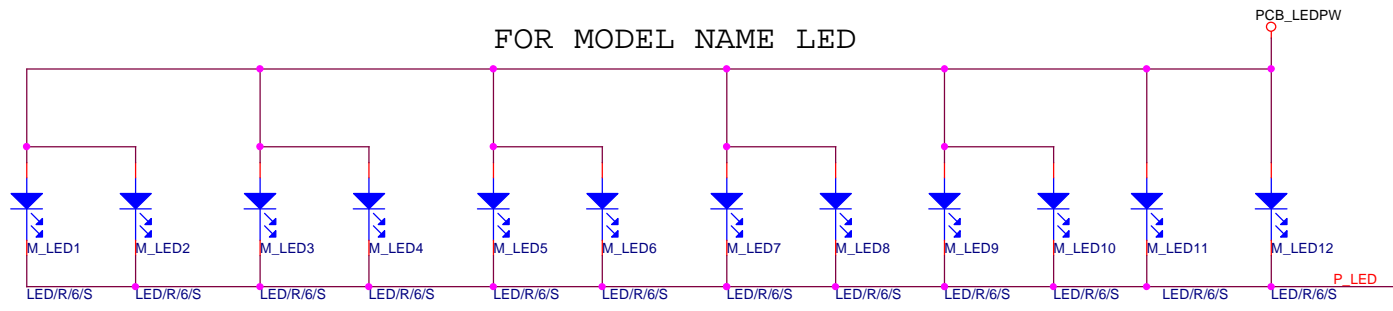 PCB_LEDPW
FOR MODEL NAME LED
M_LED1 M_LED2 M_LED3 M_LED4 M_LED5 M_LED6 M_LED7 M_LED8 M_LED9 M_LED10 M_LED11 M_LED12
P_LED
LED/R/6/S LED/R/6/S LED/R/6/S LED/R/6/S LED/R/6/S LED/R/6/S LED/R/6/S LED/R/6/S LED/R/6/S LED/R/6/S LED/R/6/S LED/R/6/S